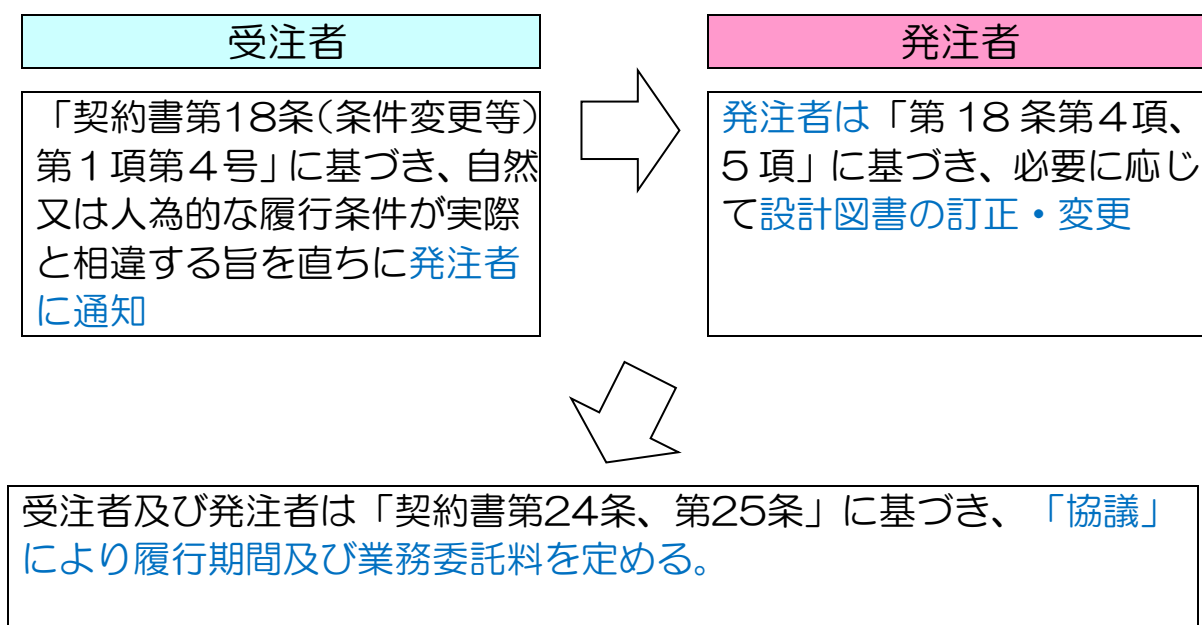 受注者
発注者
「契約書第18条(条件変更等)
第1項第4号」に基づき、自然
又は人為的な履行条件が実際
と相違する旨を直ちに発注者
に通知
発注者は「第 18 条第4項、
5 項」に基づき、必要に応じ
て設計図書の訂正・変更
受注者及び発注者は「契約書第24条、第25条」に基づき、「協議」
により履行期間及び業務委託料を定める。